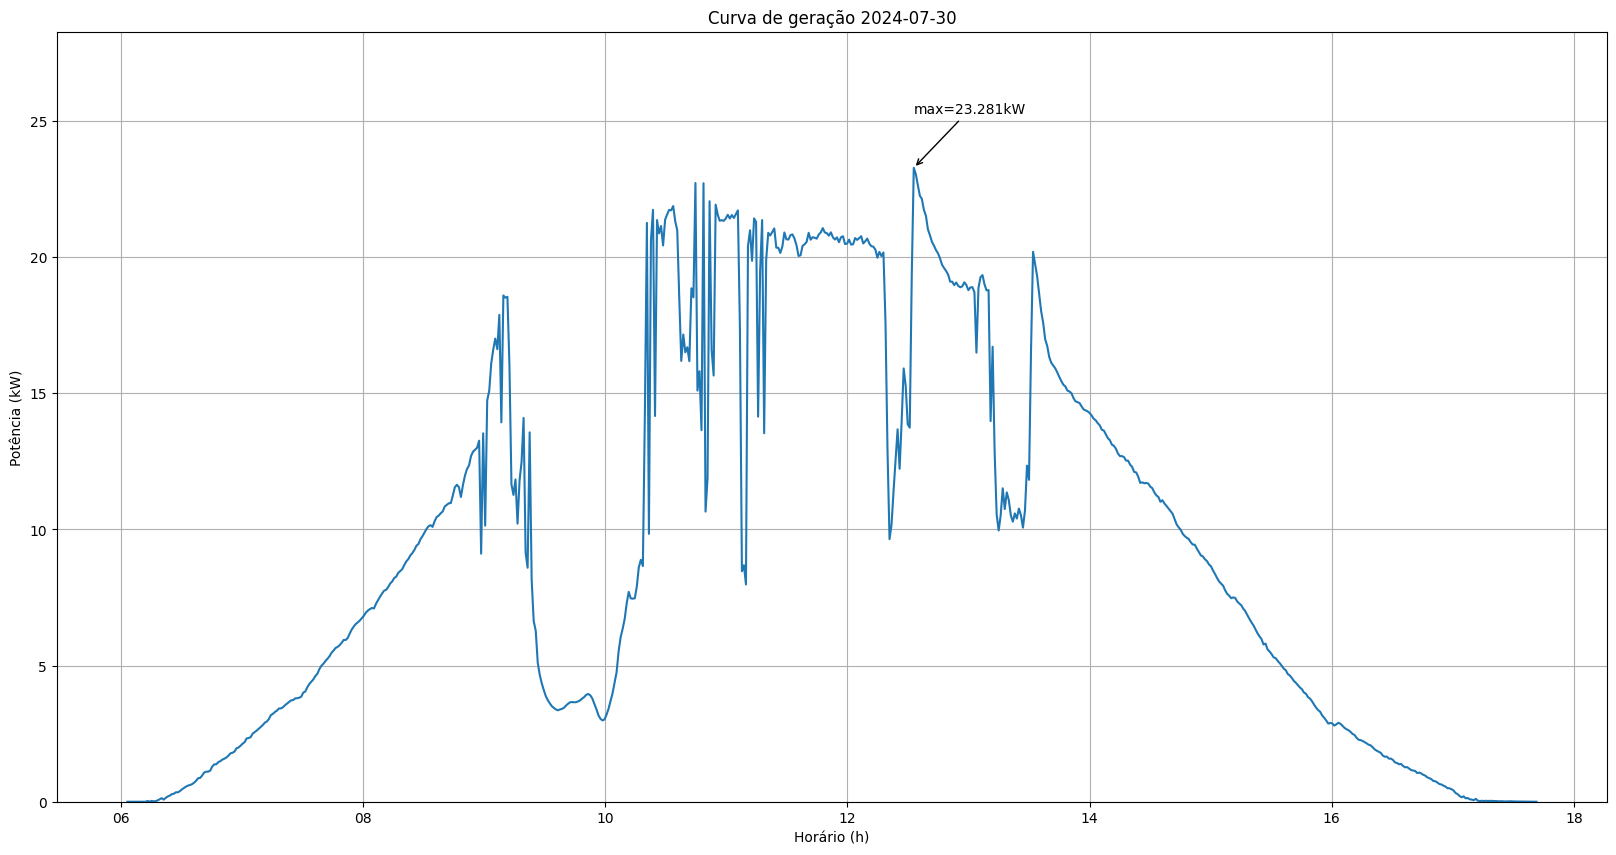 Curva de geração 2024-07-30
max=23.281kW
Potência (kW)
25
20
15
10
5
0
06 08 10 12 14 16 18
Horário (h)